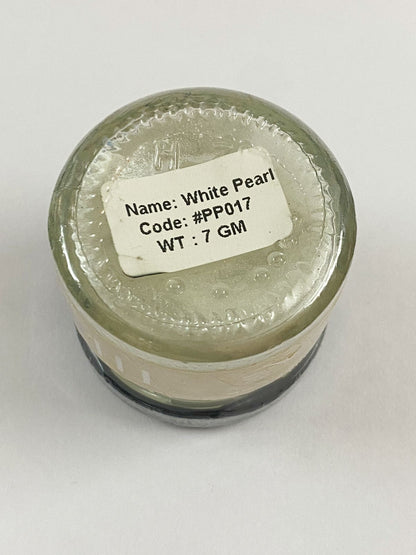 Name: White Pearl
Code: #PP017
WT : 7 GM